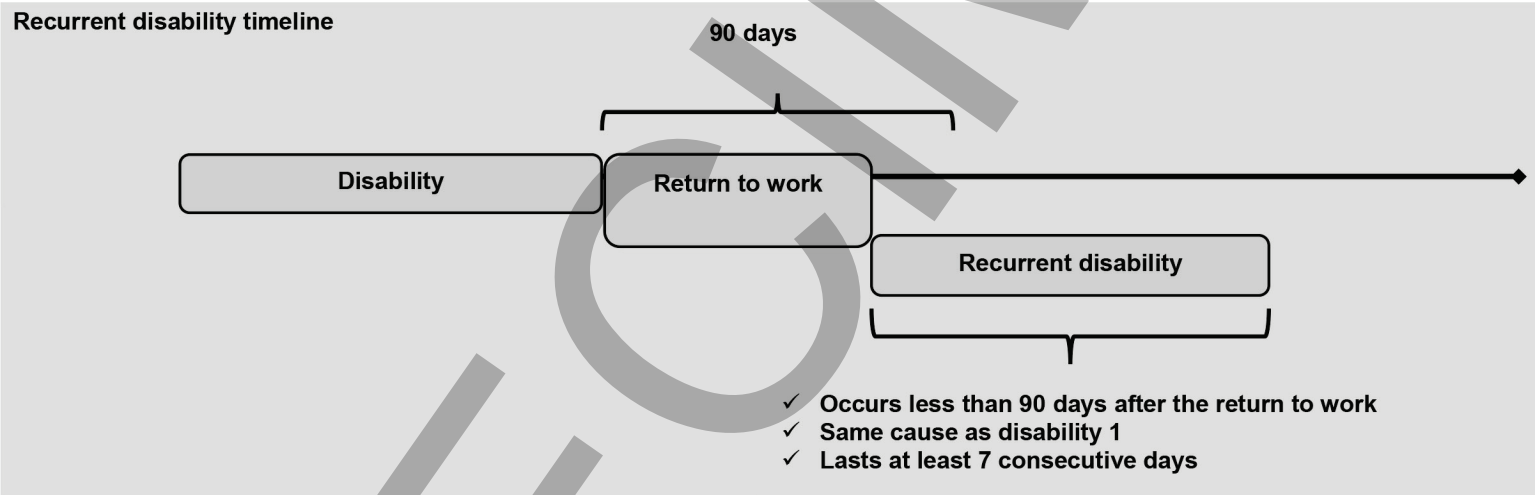 Recurrent disability timeline
90 days
Disability
Return to work
Recurrent disability
✓ Occurs less than 90 days after the return to work
✓ Same cause as disability 1
✓ Lasts at least 7 consecutive days